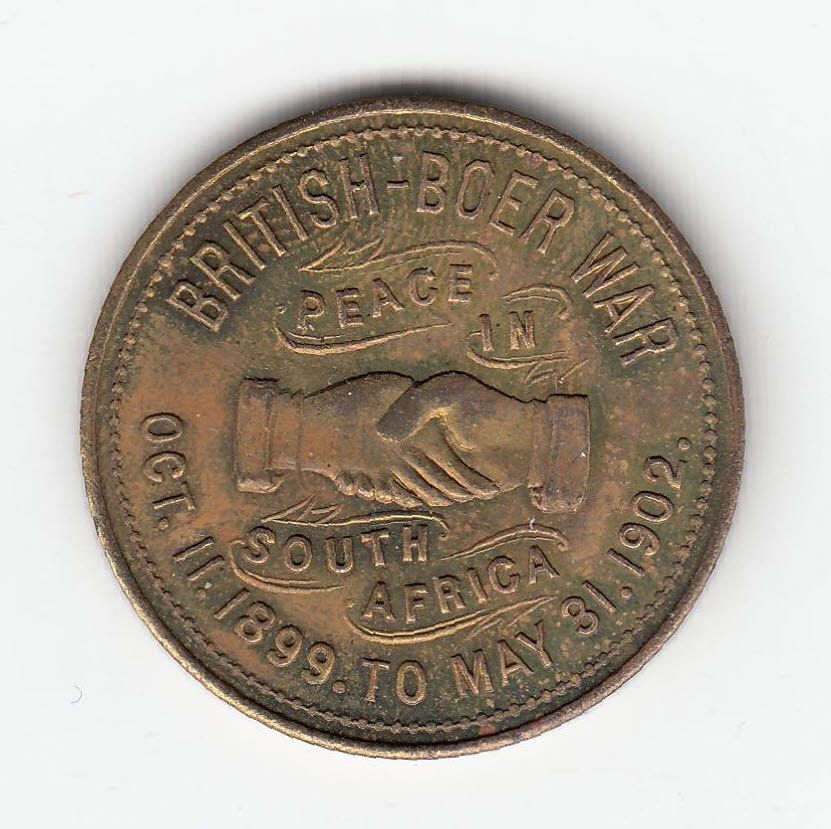 BRITISH-BOER WAR
PEACE
IN
SOUTH
AFRICA
OCT. 11. 1899. TO MAY 31. 1902.